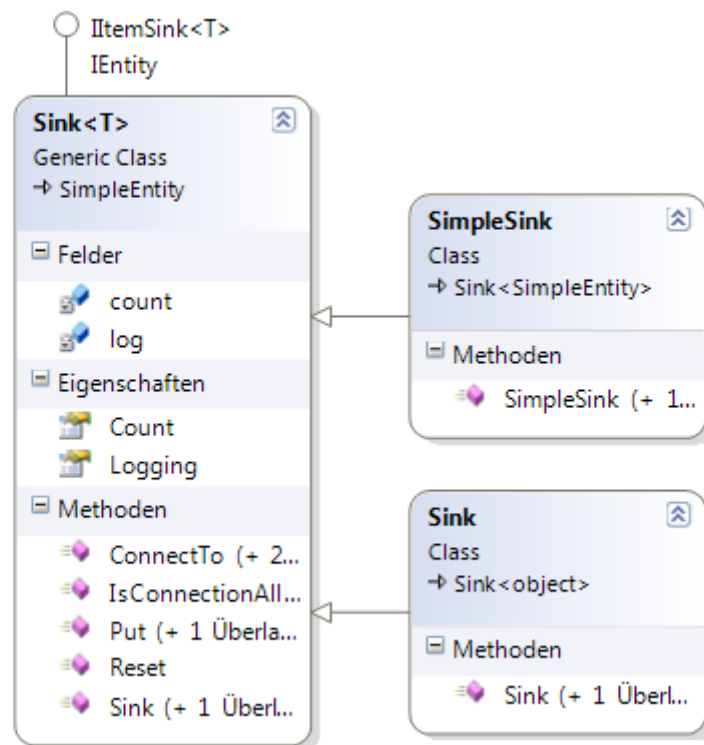 IItemSink<T>
IEntity
Sink<T>
Generic Class
SimpleEntity
Felder
count
log
Eigenschaften
Count
Logging
Methoden
ConnectTo (+ 2...
IsConnectionAll...
Put (+ 1 Überla...
Reset
Sink (+ 1 Überl...
SimpleSink
Class
Sink<SimpleEntity>
Methoden
SimpleSink (+ 1...
Sink
Class
Sink<object>
Methoden
Sink (+ 1 Überl...